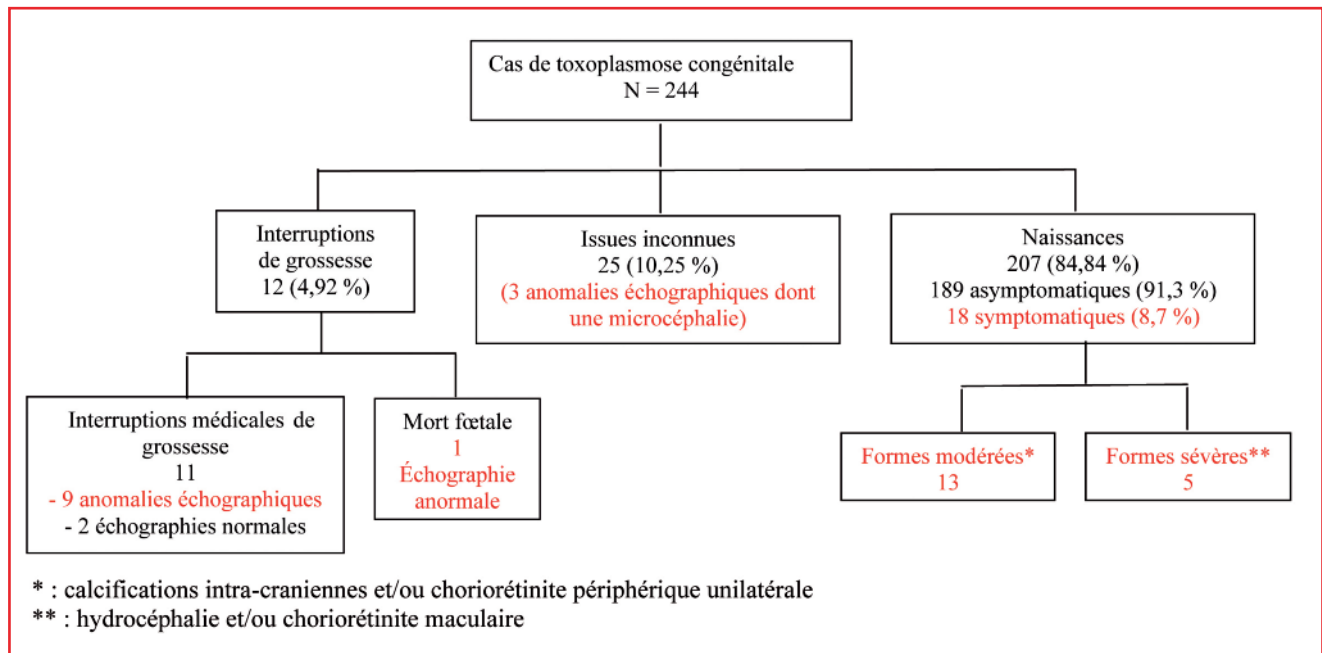 Cas de toxoplasmose congénitale
N = 244
Interruptions
de grossesse
12 (4,92 %)
Issues inconnues
25 (10,25 %)
(3 anomalies échographiques dont
une microcéphalie)
Naissances
207 (84,84 %)
189 asymptomatiques (91,3 %)
18 symptomatiques (8,7 %)
Interruptions médicales de
grossesse
11
- 9 anomalies échographiques
- 2 échographies normales
Mort fœtale
1
Échographie
anormale
Formes modérées*
13
Formes sévères**
5
* : calcifications intra-craniennes et/ou choriorétinite périphérique unilatérale
** : hydrocéphalie et/ou choriorétinite maculaire